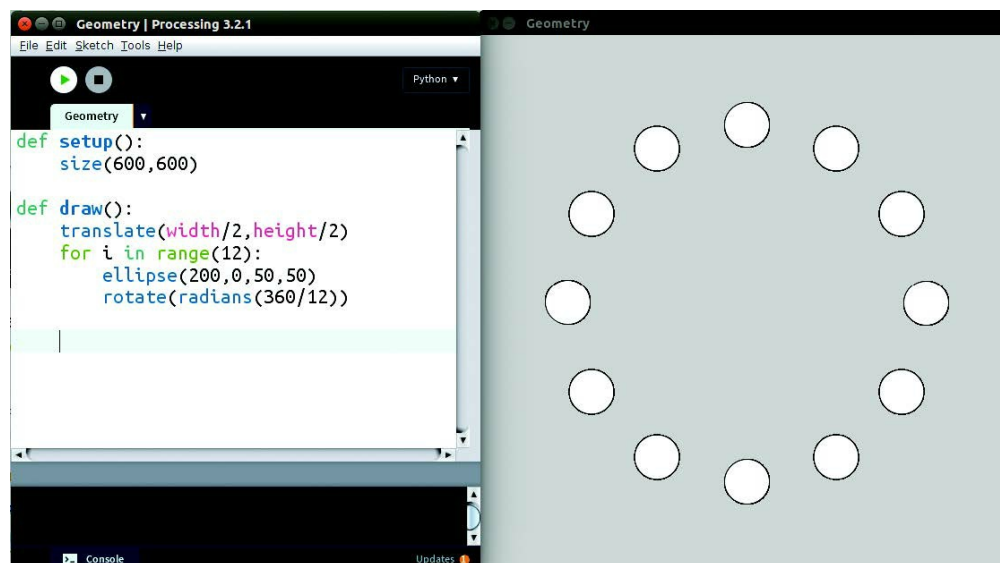 Geometry | Processing 3.2.1
File Edit Sketch Tools Help
Python ▼
Geometry ▼
def setup():
    size(600,600)
def draw():
    translate(width/2,height/2)
    for i in range(12):
        ellipse(200,0,50,50)
        rotate(radians(360/12))
Console
Updates 1
Geometry